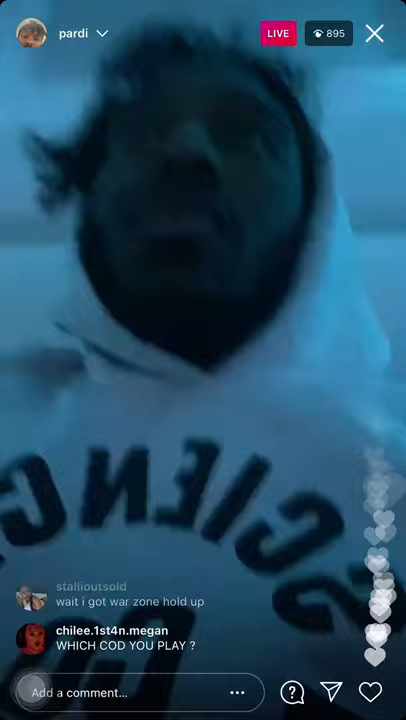 pardi
LIVE
895
SCIENC
stallioutsold
wait i got war zone hold up
chilee.1st4n.megan
WHICH COD YOU PLAY ?
Add a comment...